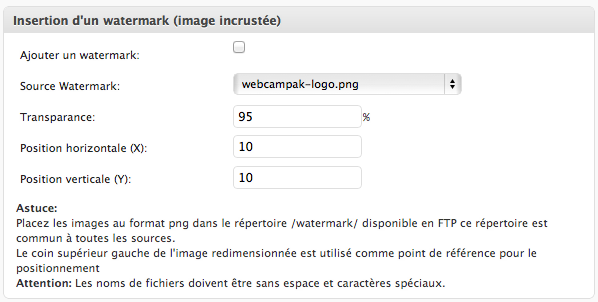 Insertion d'un watermark (image incrustée)
Ajouter un watermark:
Source Watermark: webcampak-logo.png
Transparance: 95 %
Position horizontale (X): 10
Position verticale (Y): 10
Astuce:
Placez les images au format png dans le répertoire /watermark/ disponible en FTP ce répertoire est
commun à toutes les sources.
Le coin supérieur gauche de l'image redimensionnée est utilisé comme point de référence pour le
positionnement
Attention: Les noms de fichiers doivent être sans espace et caractères spéciaux.